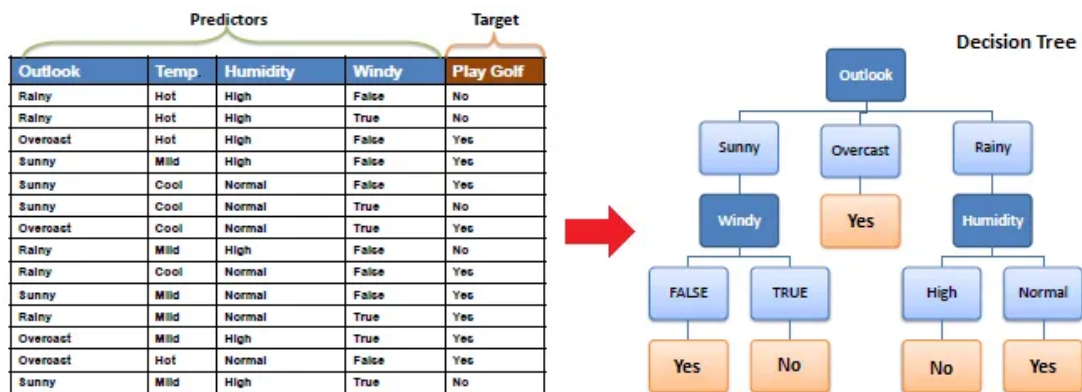 Predictors Target
Outlook Temp. Humidity Windy Play Golf
Rainy Hot High False No
Rainy Hot High True No
Overcast Hot High False Yes
Sunny Mild High False Yes
Sunny Cool Normal False Yes
Sunny Cool Normal True No
Overcast Cool Normal True Yes
Rainy Mild High False No
Rainy Cool Normal False Yes
Sunny Mild Normal False Yes
Rainy Mild Normal True Yes
Overcast Mild High True Yes
Overcast Hot Normal False Yes
Sunny Mild High True No
Decision Tree
Outlook
Sunny Overcast Rainy
Windy Yes Humidity
FALSE TRUE High Normal
Yes No No Yes